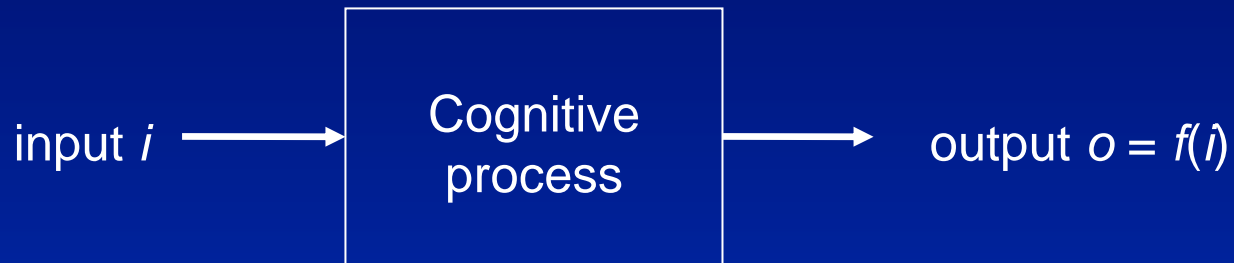 input i
Cognitive
process
output o = f(i)